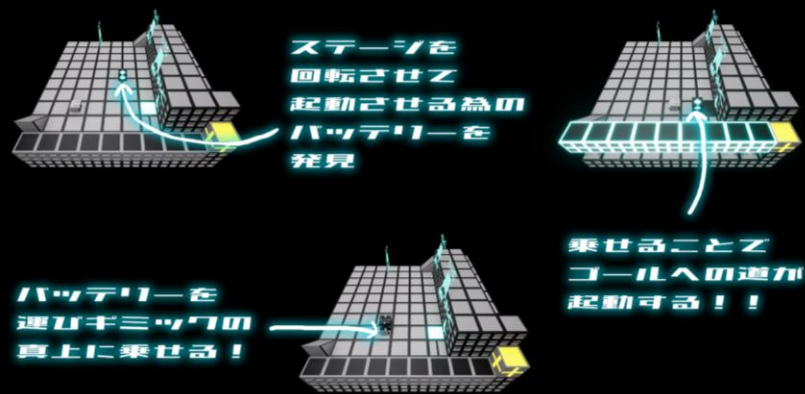 ステージを
回転させて
起動させる為の
バッテリーを
発見
バッテリーを
運びギミックの
真上に乗せる！
乗せることで
ゴールへの道が
起動する！！